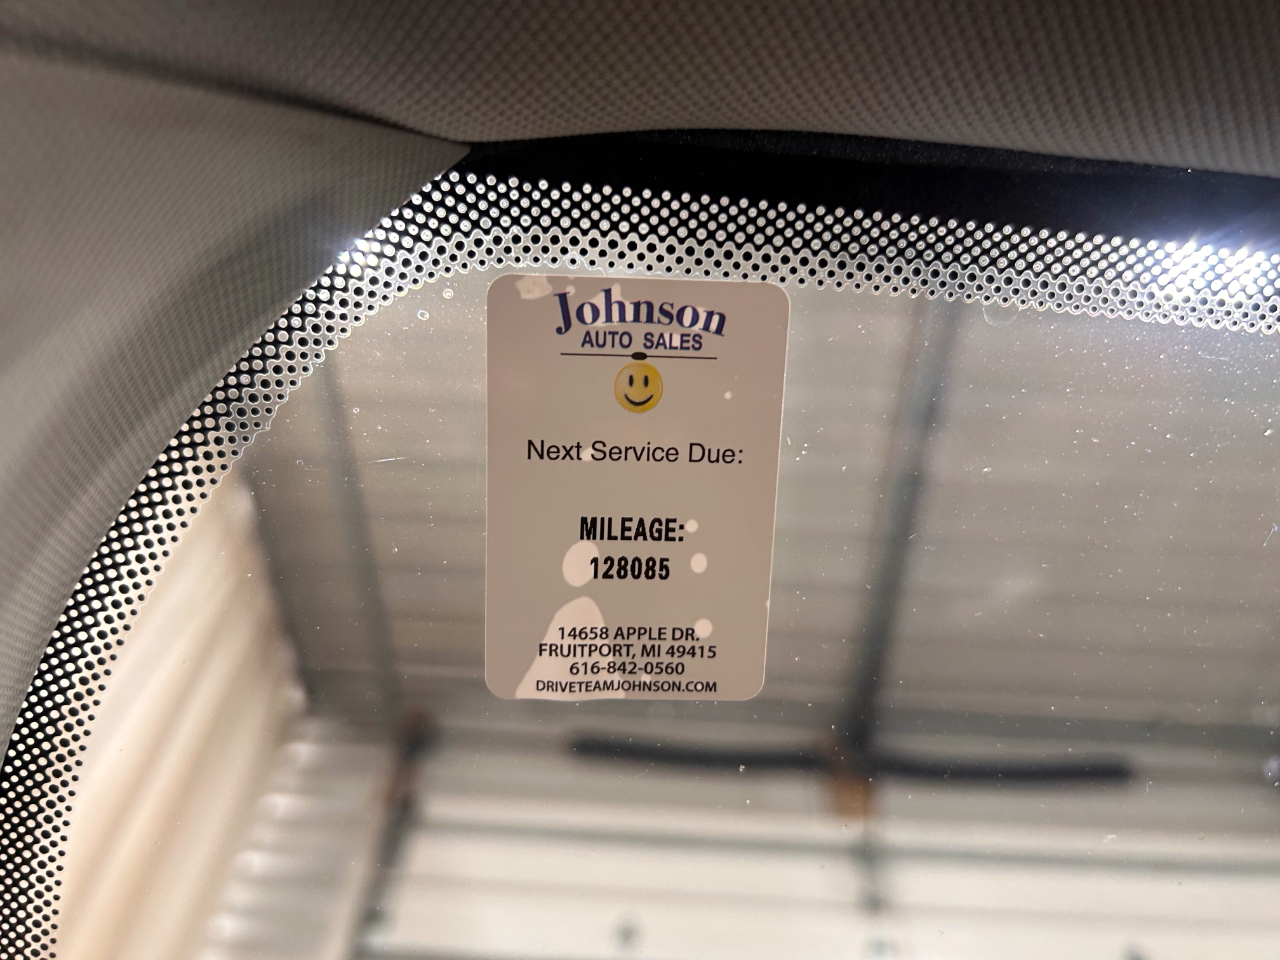 Johnson
AUTO SALES
Next Service Due:
MILEAGE:
128085
14658 APPLE DR.
FRUITPORT, MI 49415
616-842-0560
DRIVETEAMJOHNSON.COM